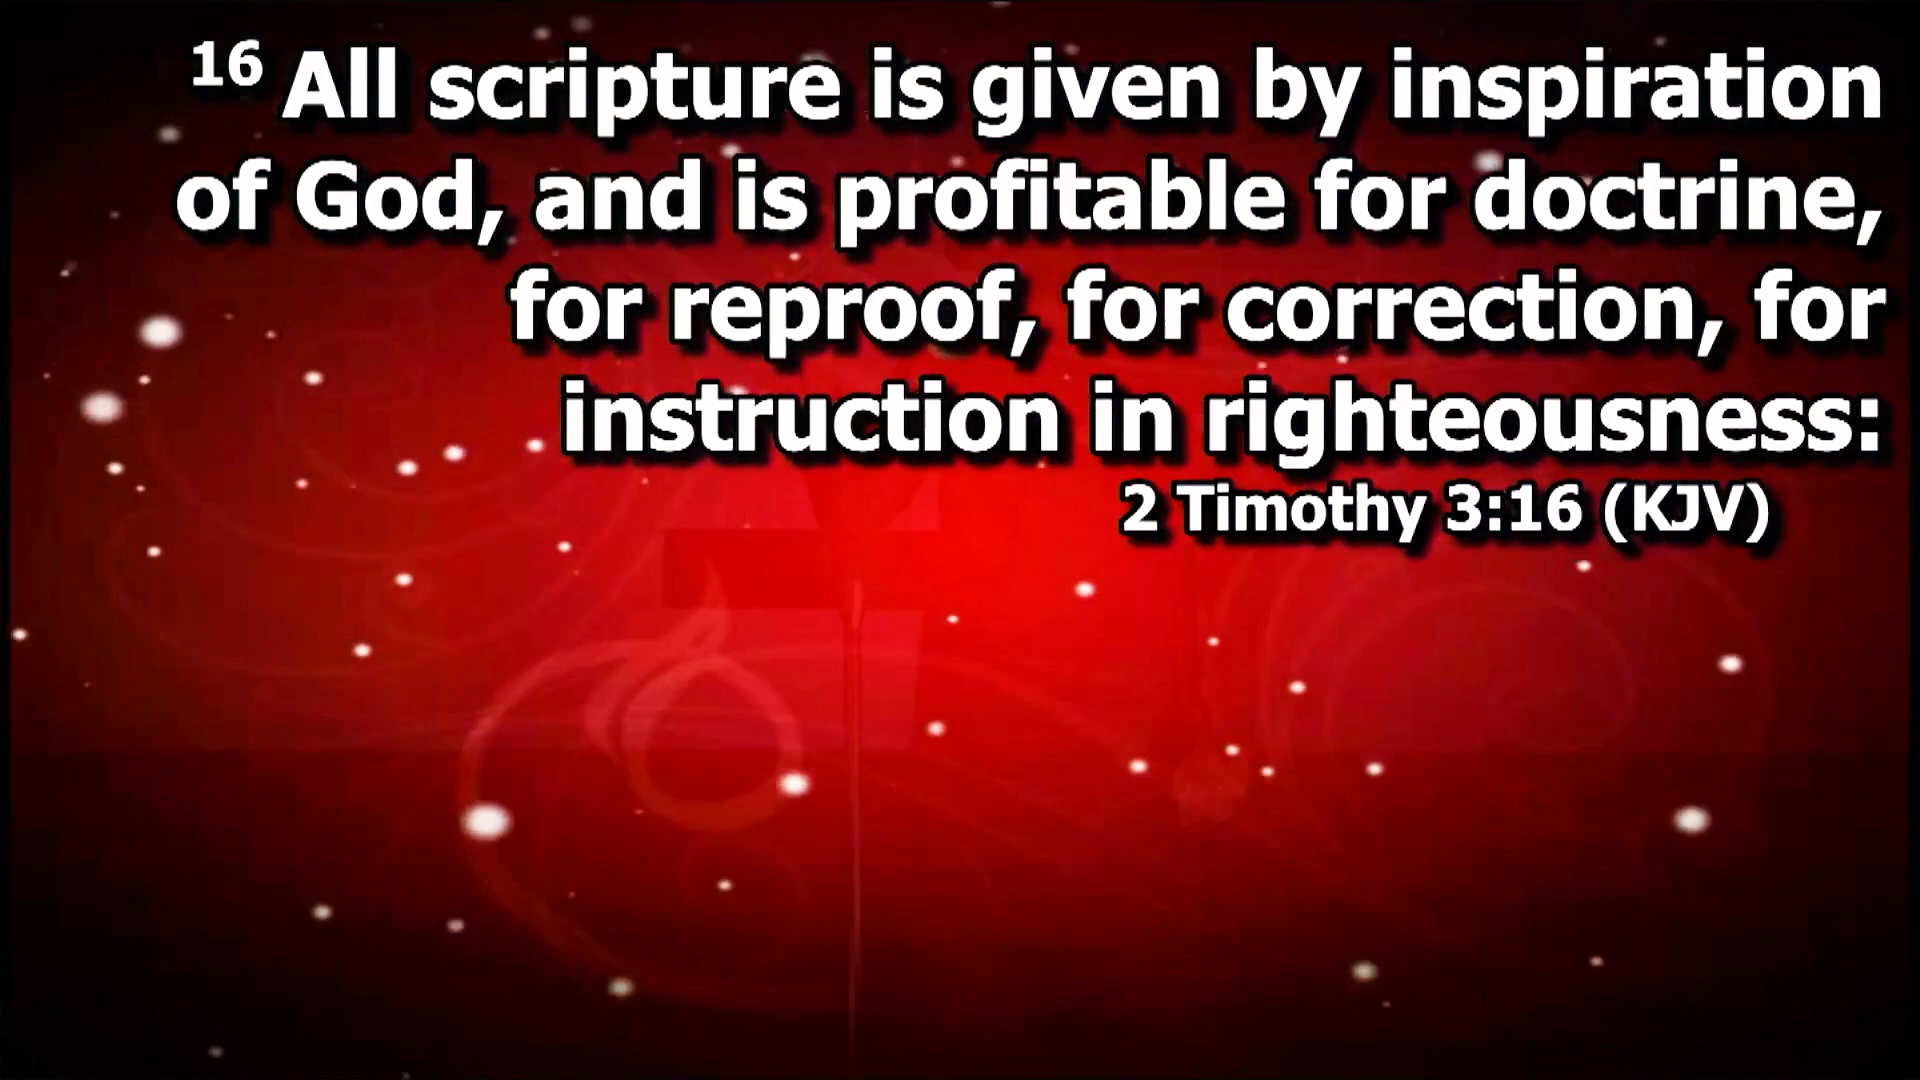 16 All scripture is given by inspiration
of God, and is profitable for doctrine,
for reproof, for correction, for
instruction in righteousness:
2 Timothy 3:16 (KJV)